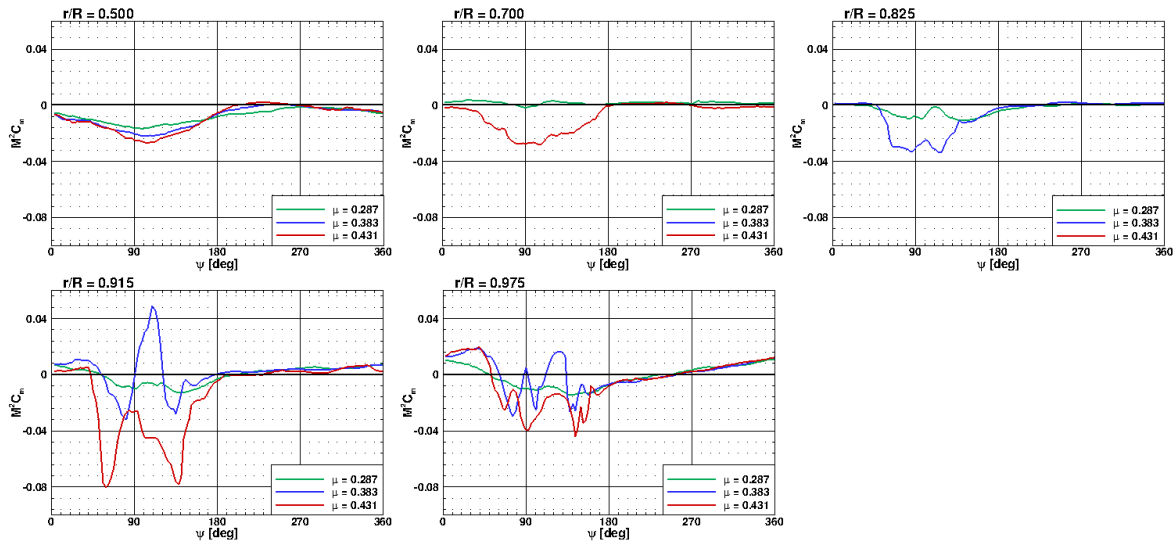 r/R = 0.500
0.04
0
-0.04
-0.08
M²Cₘ
μ = 0.287
μ = 0.383
μ = 0.431
0 90 180 270 360
ψ [deg]
r/R = 0.700
0.04
0
-0.04
-0.08
M²Cₘ
μ = 0.287
μ = 0.383
μ = 0.431
0 90 180 270 360
ψ [deg]
r/R = 0.825
0.04
0
-0.04
-0.08
M²Cₘ
μ = 0.287
μ = 0.383
μ = 0.431
0 90 180 270 360
ψ [deg]
r/R = 0.915
0.04
0
-0.04
-0.08
M²Cₘ
μ = 0.287
μ = 0.383
μ = 0.431
0 90 180 270 360
ψ [deg]
r/R = 0.975
0.04
0
-0.04
-0.08
M²Cₘ
μ = 0.287
μ = 0.383
μ = 0.431
0 90 180 270 360
ψ [deg]